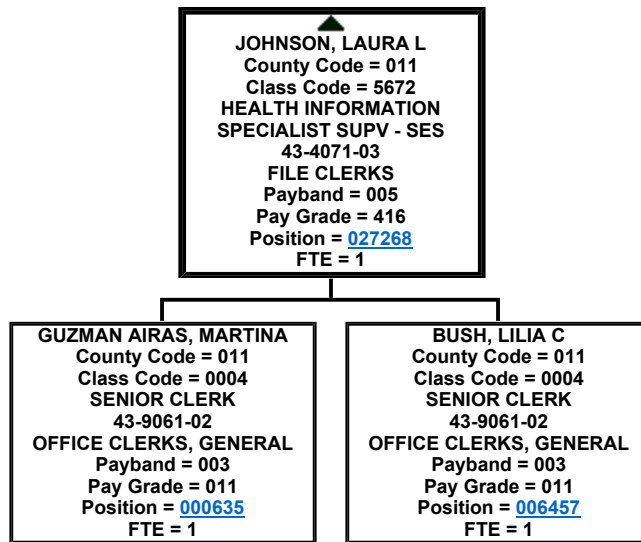 JOHNSON, LAURA L
County Code = 011
Class Code = 5672
HEALTH INFORMATION
SPECIALIST SUPV - SES
43-4071-03
FILE CLERKS
Payband = 005
Pay Grade = 416
Position = 027268
FTE = 1
GUZMAN AIRAS, MARTINA
County Code = 011
Class Code = 0004
SENIOR CLERK
43-9061-02
OFFICE CLERKS, GENERAL
Payband = 003
Pay Grade = 011
Position = 000635
FTE = 1
BUSH, LILIA C
County Code = 011
Class Code = 0004
SENIOR CLERK
43-9061-02
OFFICE CLERKS, GENERAL
Payband = 003
Pay Grade = 011
Position = 006457
FTE = 1